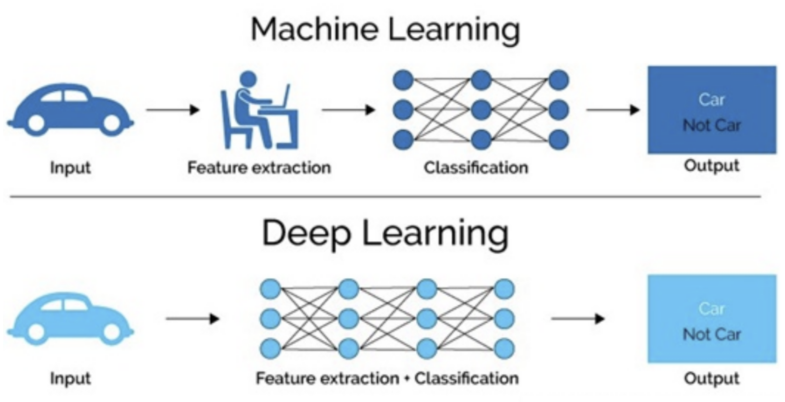 Machine Learning
Car
Not Car
Input
Feature extraction
Classification
Output
Deep Learning
Car
Not Car
Input
Feature extraction + Classification
Output